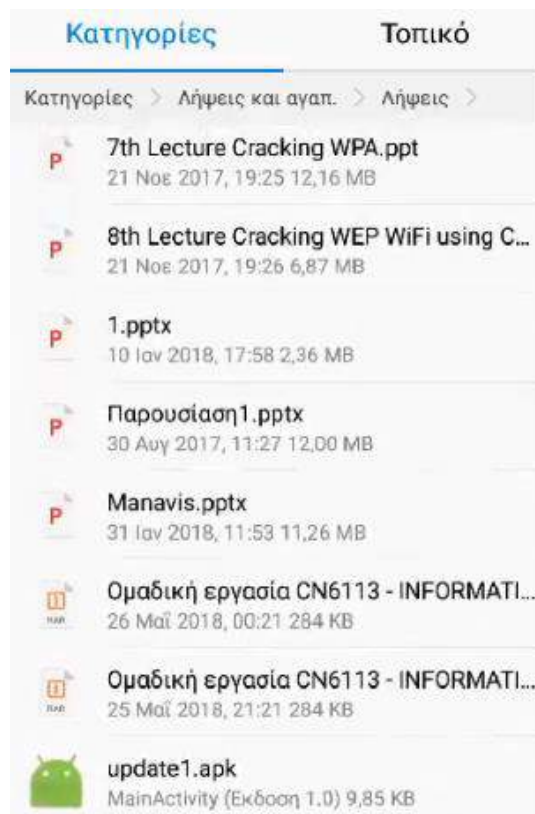 Κατηγορίες Τοπικό
Κατηγορίες > Λήψεις και αγαπ. > Λήψεις >
7th Lecture Cracking WPA.ppt
21 Νοε 2017, 19:25 12,16 MB
8th Lecture Cracking WEP WiFi using C...
21 Νοε 2017, 19:26 6,87 MB
1.pptx
10 Ιαν 2018, 17:58 2,36 MB
Παρουσίαση1.pptx
30 Αυγ 2017, 11:27 12,00 MB
Manavis.pptx
31 Ιαν 2018, 11:53 11,26 MB
Ομαδική εργασία CN6113 - INFORMATI...
26 Μαΐ 2018, 00:21 284 KB
Ομαδική εργασία CN6113 - INFORMATI...
25 Μαΐ 2018, 21:21 284 KB
update1.apk
MainActivity (Εκδοση 1.0) 9,85 KB